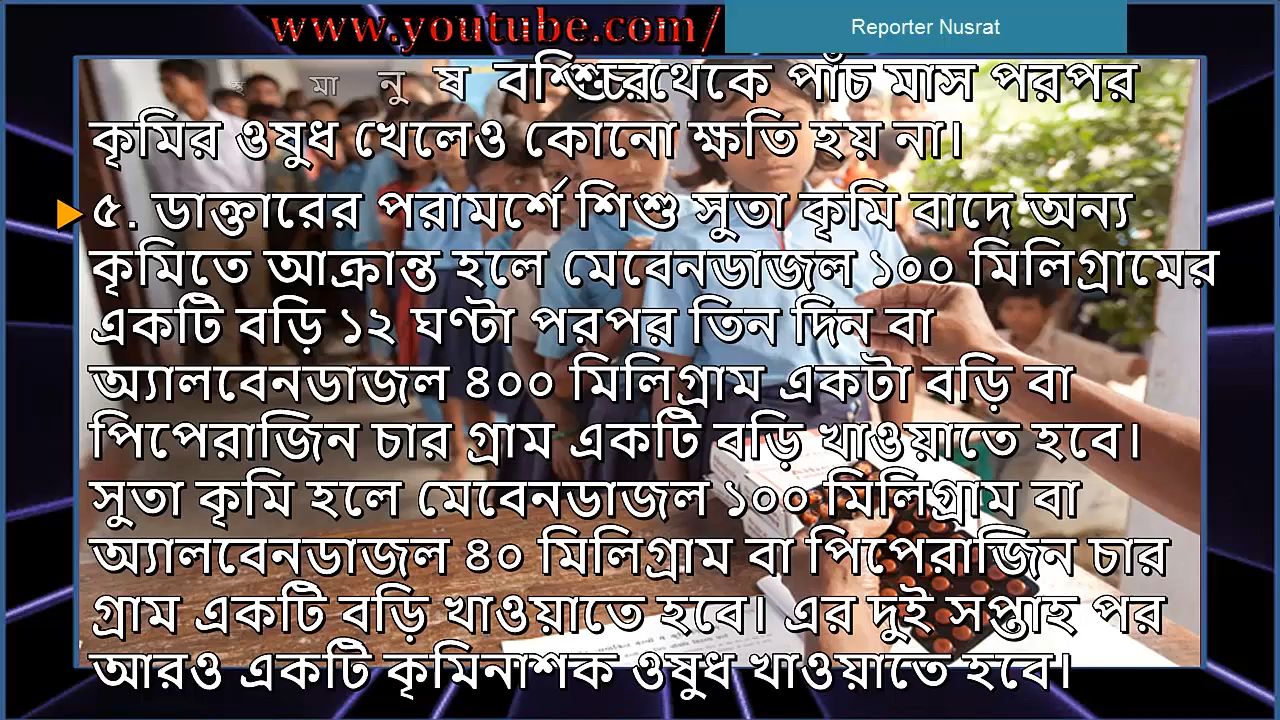 www.youtube.com/
Reporter Nusrat
মা নু ষ থেকে পাঁচ মাস পরপর
কৃমির ওষুধ খেলেও কোনো ক্ষতি হয় না।
৫. ডাক্তারের পরামর্শে শিশু সুতা কৃমি বাদে অন্য
কৃমিতে আক্রান্ত হলে মেবেনডাজল ১০০ মিলিগ্রামের
একটি বড়ি ১২ ঘণ্টা পরপর তিন দিন বা
অ্যালবেনডাজল ৪০০ মিলিগ্রাম একটা বড়ি বা
পিপেরাজিন চার গ্রাম একটি বড়ি খাওয়াতে হবে।
সুতা কৃমি হলে মেবেনডাজল ১০০ মিলিগ্রাম বা
অ্যালবেনডাজল ৪০ মিলিগ্রাম বা পিপেরাজিন চার
গ্রাম একটি বড়ি খাওয়াতে হবে। এর দুই সপ্তাহ পর
আরও একটি কৃমিনাশক ওষুধ খাওয়াতে হবে।